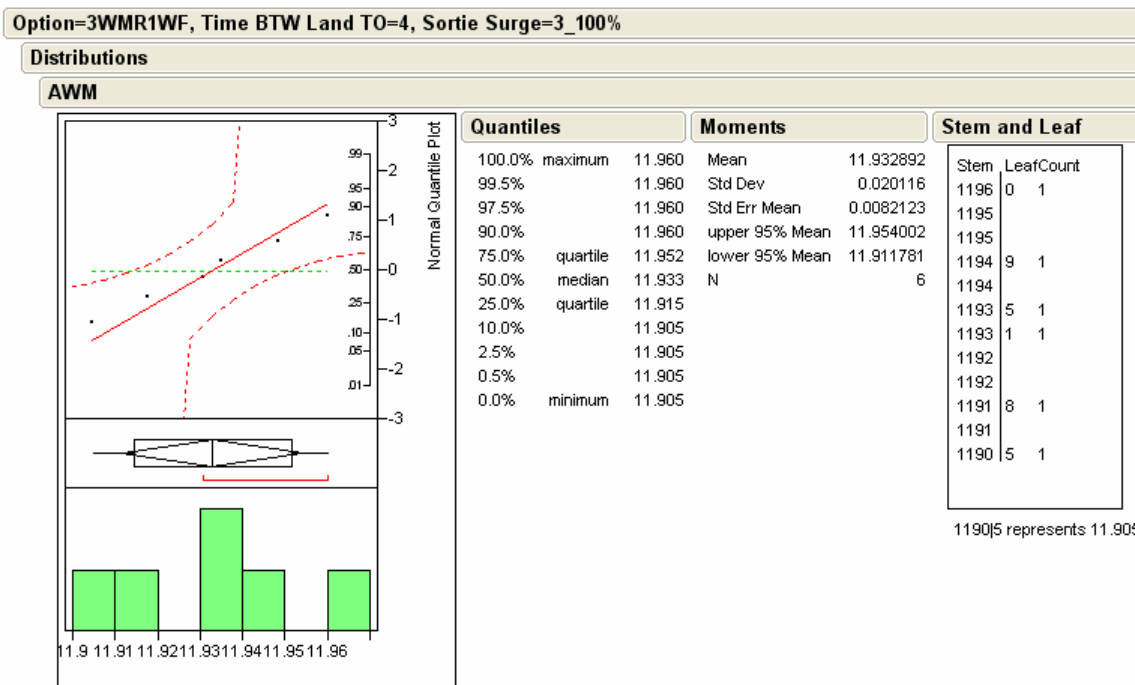 Option=3WMR1WF, Time BTW Land TO=4, Sortie Surge=3_100%
Distributions
AWM
3
2
1
0
-1
-2
-3
.99
.95
.90
.75
.50
.25
.10
.05
.01
Normal Quantile Plot
11.9 11.91 11.92 11.93 11.94 11.95 11.96
Quantiles
100.0% maximum 11.960
99.5% 11.960
97.5% 11.960
90.0% 11.960
75.0% quartile 11.952
50.0% median 11.933
25.0% quartile 11.915
10.0% 11.905
2.5% 11.905
0.5% 11.905
0.0% minimum 11.905
Moments
Mean 11.932892
Std Dev 0.020116
Std Err Mean 0.0082123
upper 95% Mean 11.954002
lower 95% Mean 11.911781
N 6
Stem and Leaf
Stem Leaf Count
1196 0 1
1195
1195
1194 9 1
1194
1193 5 1
1193 1 1
1192
1192
1191 8 1
1191
1190 5 1
1190|5 represents 11.905